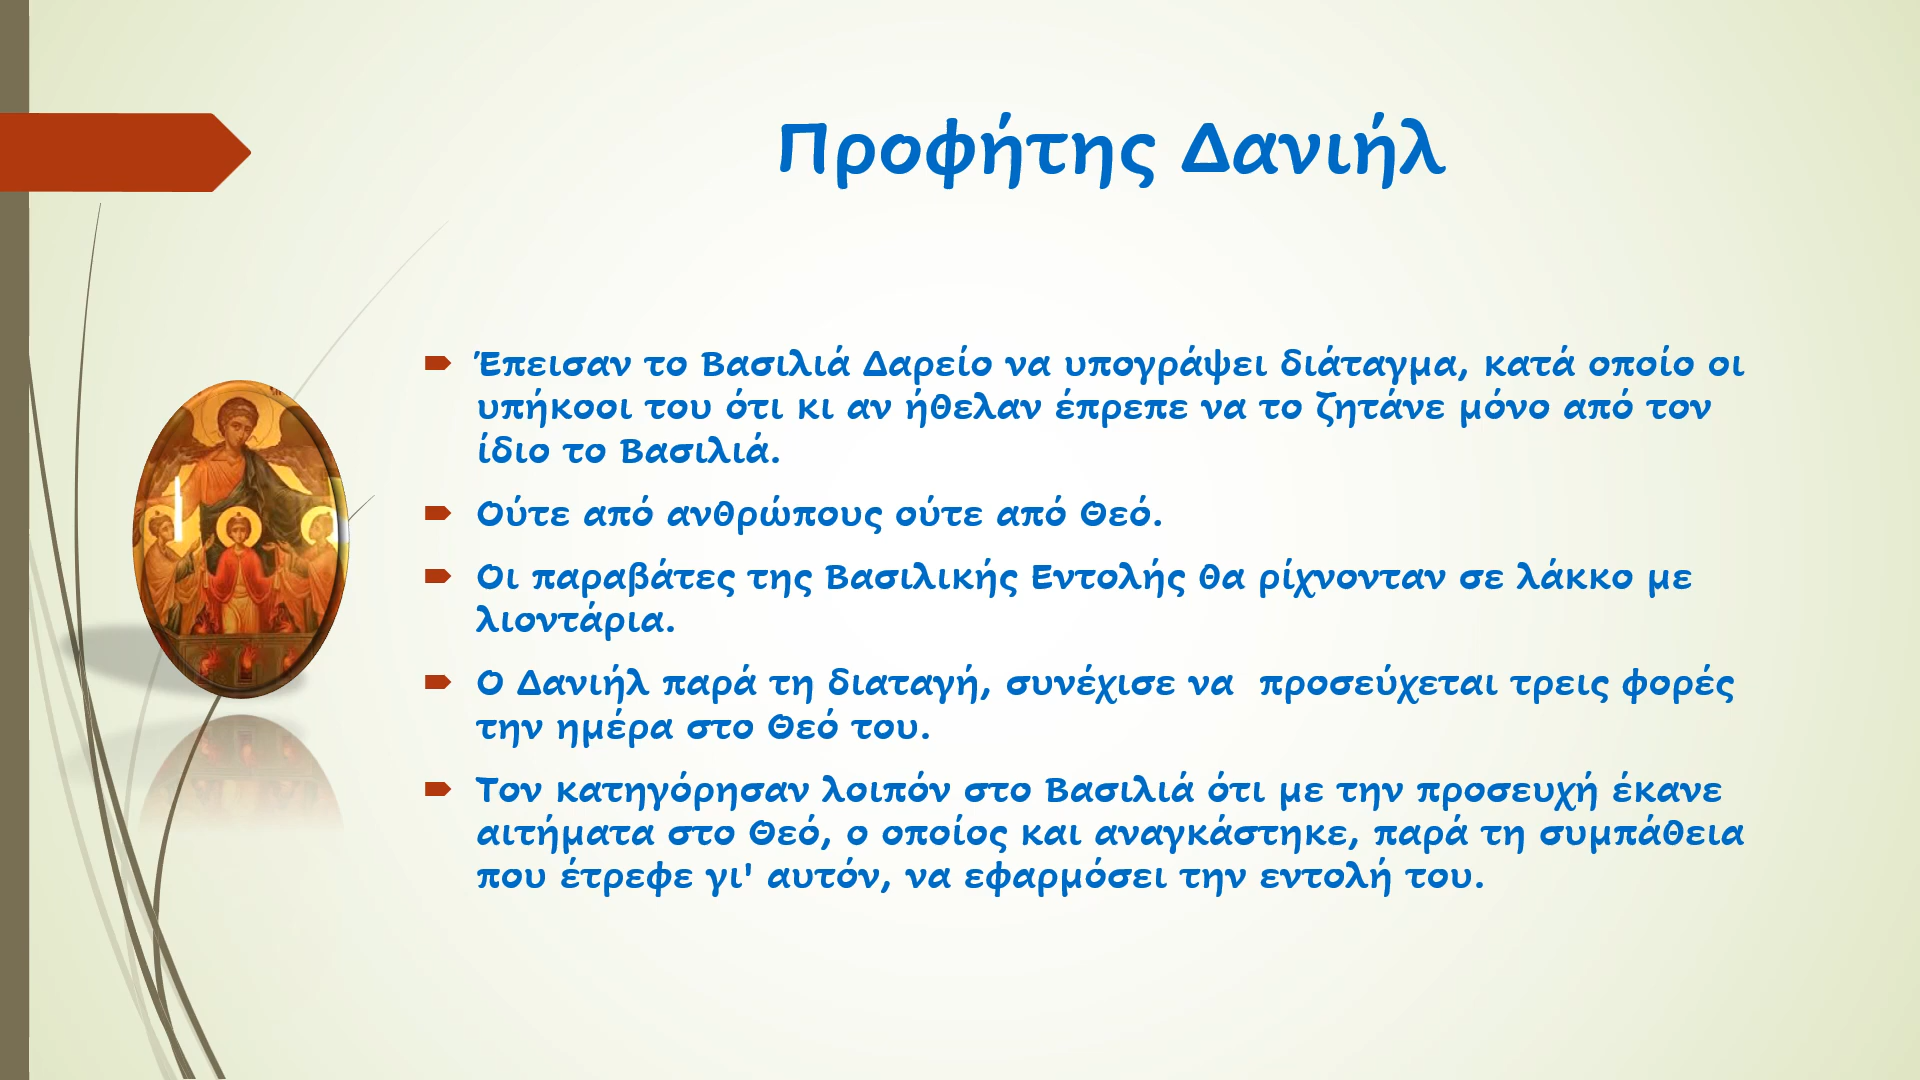 Προφήτης Δανιήλ
Έπεισαν το Βασιλιά Δαρείο να υπογράψει διάταγμα, κατά οποίο οι
υπήκοοι του ότι κι αν ήθελαν έπρεπε να το ζητάνε μόνο από τον
ίδιο το Βασιλιά.
Ούτε από ανθρώπους ούτε από Θεό.
Οι παραβάτες της Βασιλικής Εντολής θα ρίχνονταν σε λάκκο με
λιοντάρια.
Ο Δανιήλ παρά τη διαταγή, συνέχισε να  προσεύχεται τρεις φορές
την ημέρα στο Θεό του.
Τον κατηγόρησαν λοιπόν στο Βασιλιά ότι με την προσευχή έκανε
αιτήματα στο Θεό, ο οποίος και αναγκάστηκε, παρά τη συμπάθεια
που έτρεφε γι' αυτόν, να εφαρμόσει την εντολή του.